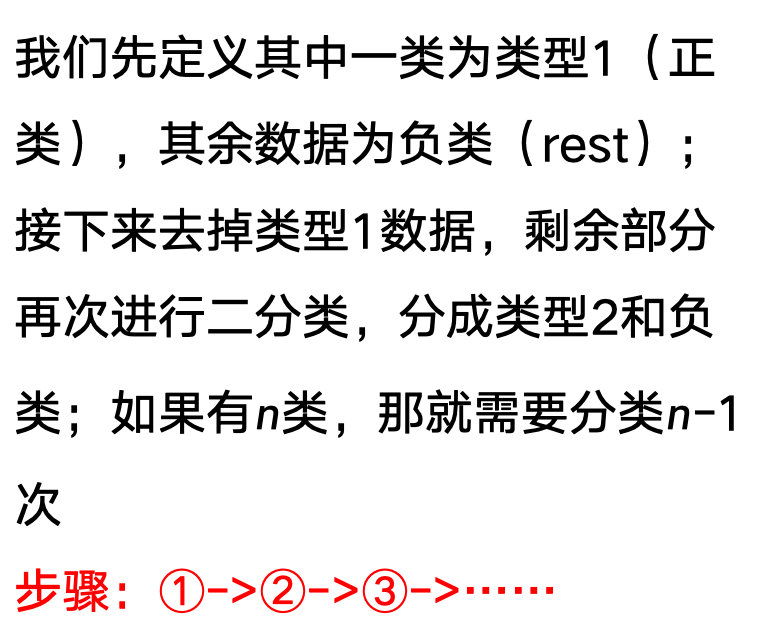 我们先定义其中一类为类型1（正
类），其余数据为负类（rest）；
接下来去掉类型1数据，剩余部分
再次进行二分类，分成类型2和负
类；如果有n类，那就需要分类n-1
次
步骤：①->②->③->……